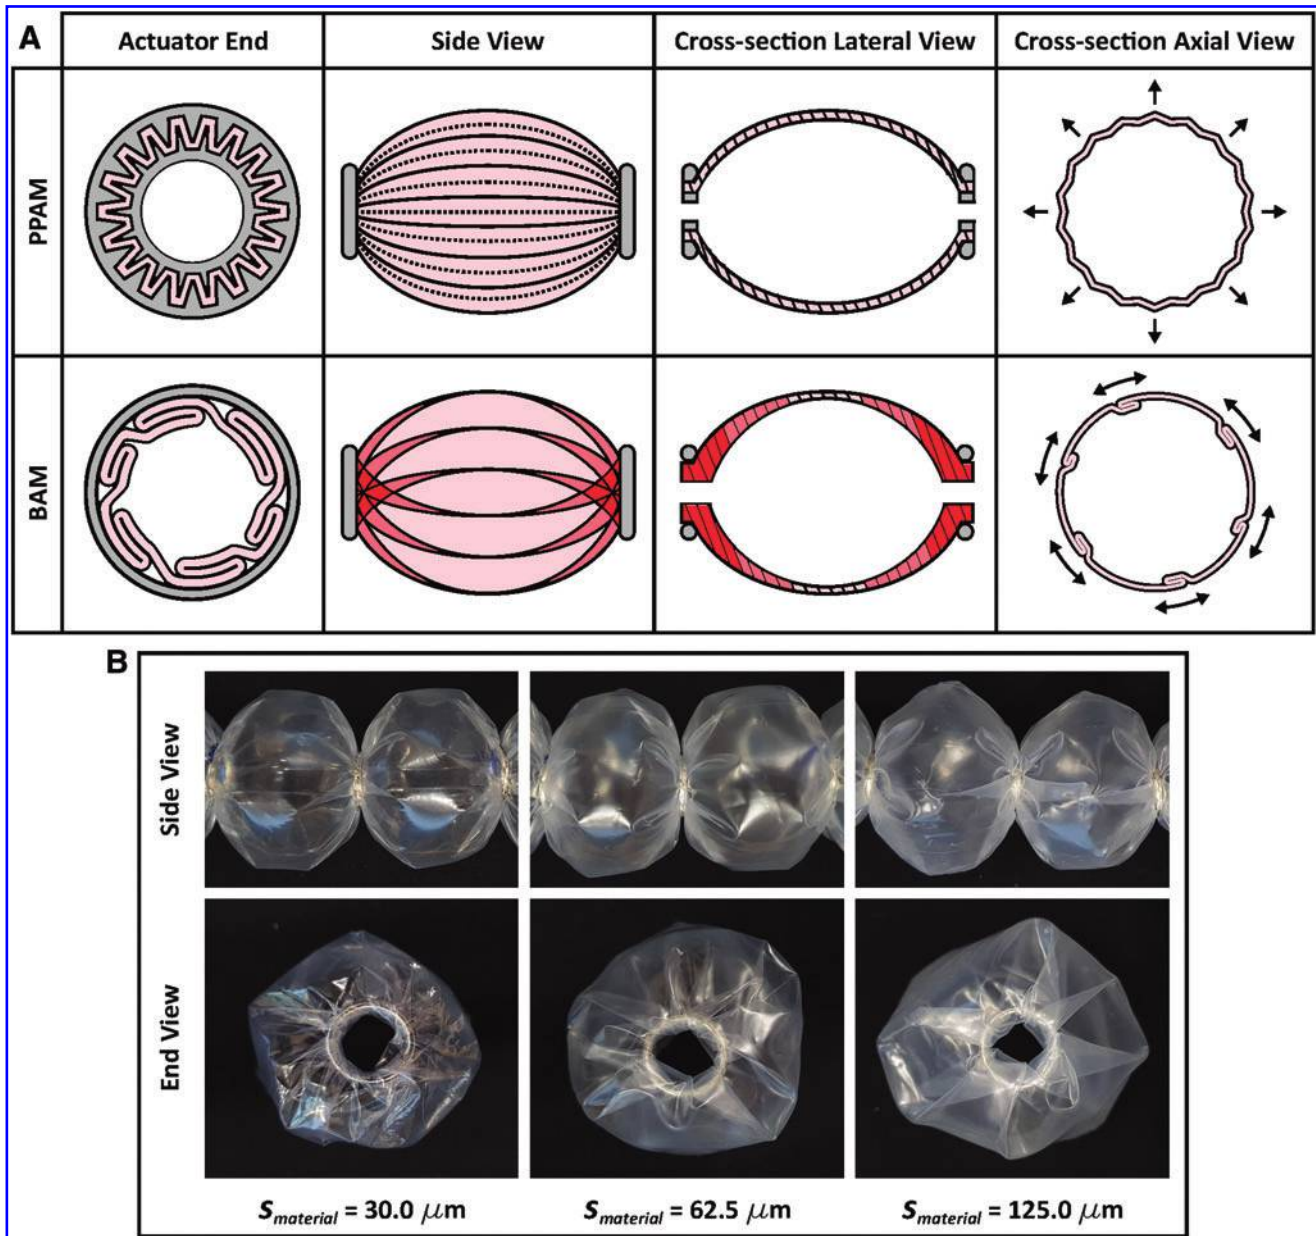 A
Actuator End
Side View
Cross-section Lateral View
Cross-section Axial View
PPAM
BAM
B
Side View
End View
S_material = 30.0 μm
S_material = 62.5 μm
S_material = 125.0 μm